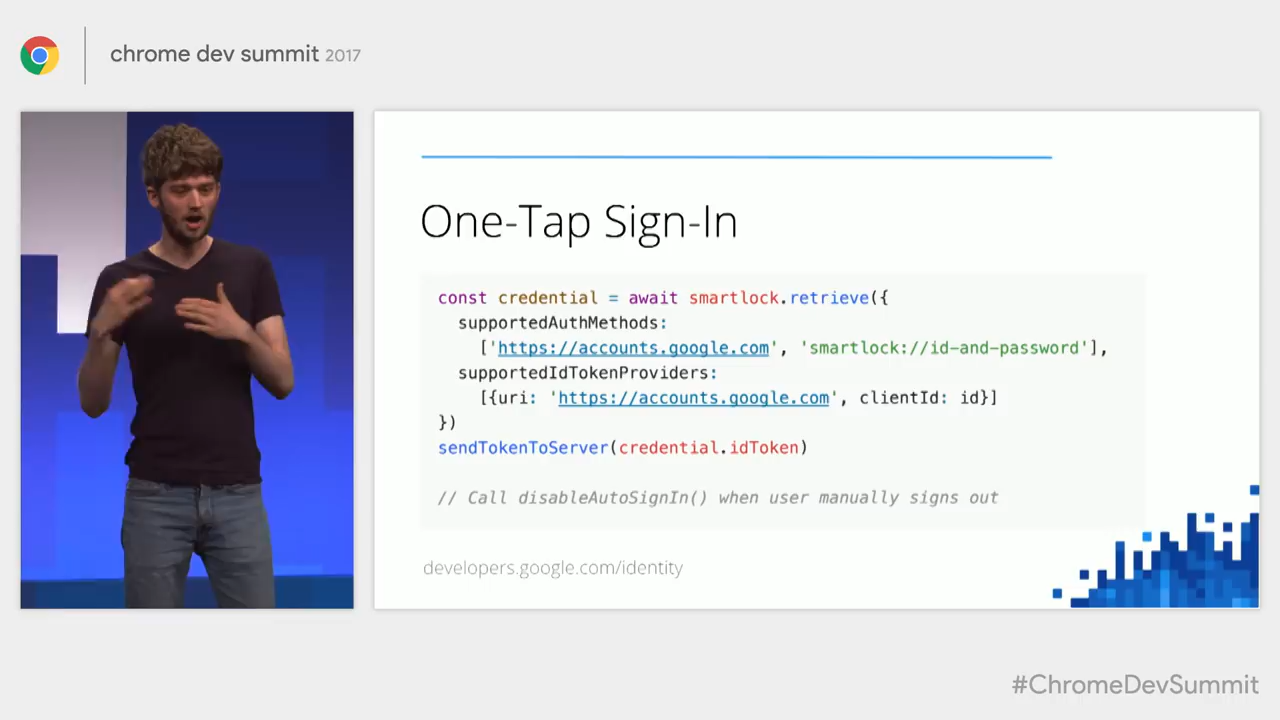 chrome dev summit 2017
One-Tap Sign-In
const credential = await smartlock.retrieve({
supportedAuthMethods:
['https://accounts.google.com', 'smartlock://id-and-password'],
supportedIdTokenProviders:
[{uri: 'https://accounts.google.com', clientId: id}]
})
sendTokenToServer(credential.idToken)
// Call disableAutoSignIn() when user manually signs out
developers.google.com/identity
#ChromeDevSummit